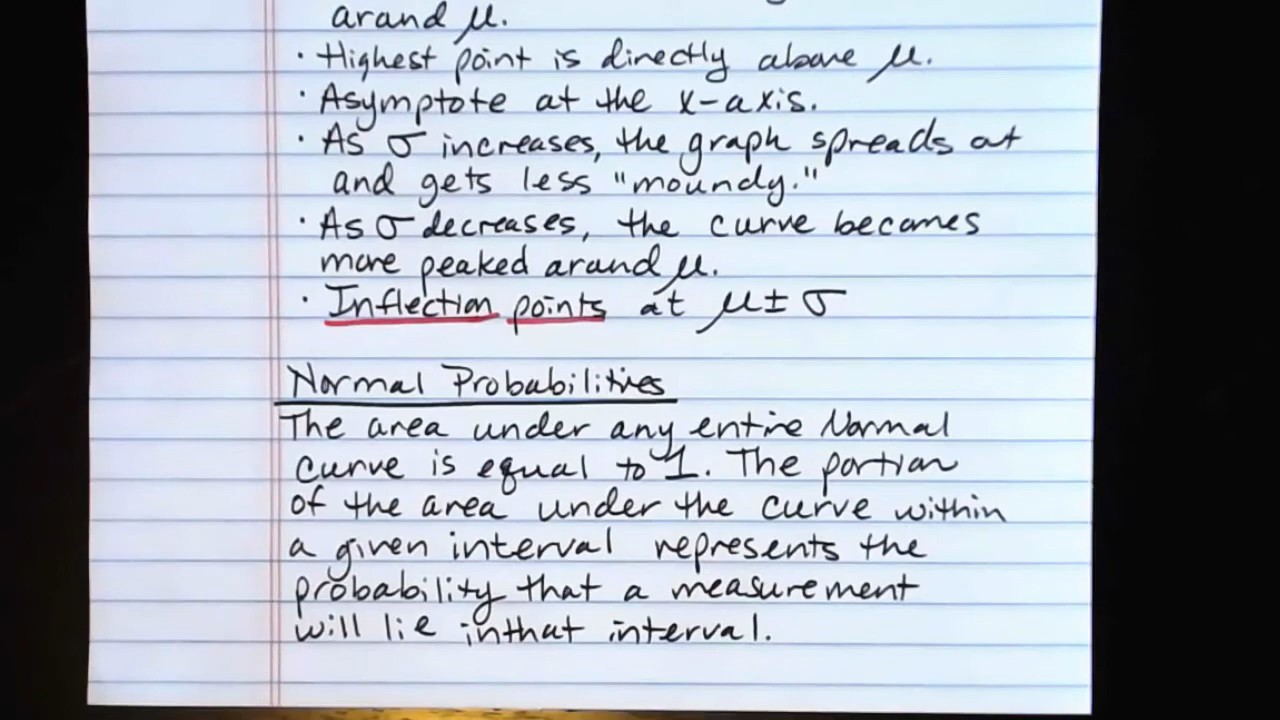 around μ.
· Highest point is directly above μ.
· Asymptote at the x-axis.
· As σ increases, the graph spreads out
and gets less "moundy."
· As σ decreases, the curve becomes
more peaked around μ.
· Inflection points at μ ± σ
Normal Probabilities
The area under any entire Normal
curve is equal to 1. The portion
of the area under the curve within
a given interval represents the
probability that a measurement
will lie in that interval.